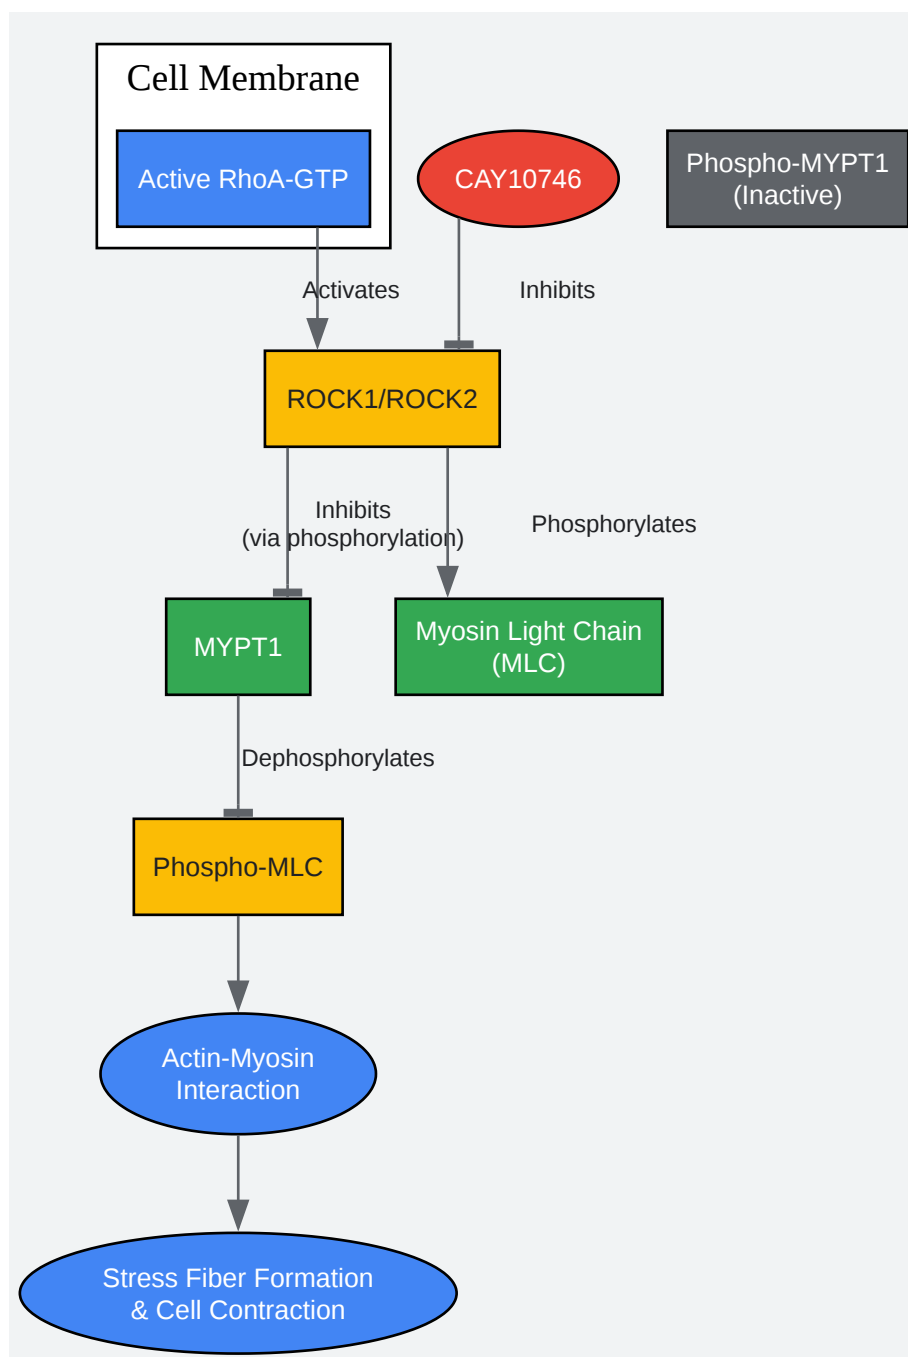 Cell Membrane
Active RhoA-GTP
CAY10746
Phospho-MYPT1
(Inactive)
Activates
Inhibits
ROCK1/ROCK2
Inhibits
(via phosphorylation)
Phosphorylates
MYPT1
Myosin Light Chain
(MLC)
Dephosphorylates
Phospho-MLC
Actin-Myosin
Interaction
Stress Fiber Formation
& Cell Contraction